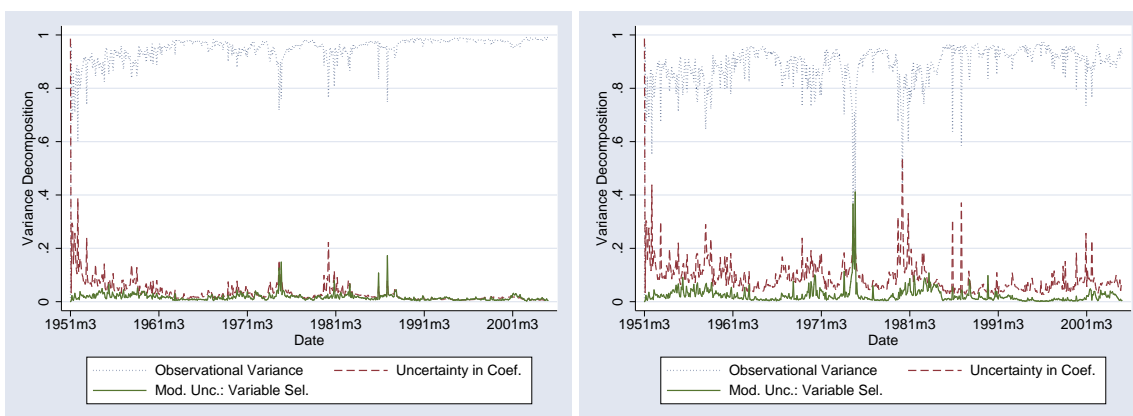 Variance Decomposition
1
.8
.6
.4
.2
0
1951m3 1961m3 1971m3 1981m3 1991m3 2001m3
Date
Observational Variance Uncertainty in Coef.
Mod. Unc.: Variable Sel.
Variance Decomposition
1
.8
.6
.4
.2
0
1951m3 1961m3 1971m3 1981m3 1991m3 2001m3
Date
Observational Variance Uncertainty in Coef.
Mod. Unc.: Variable Sel.